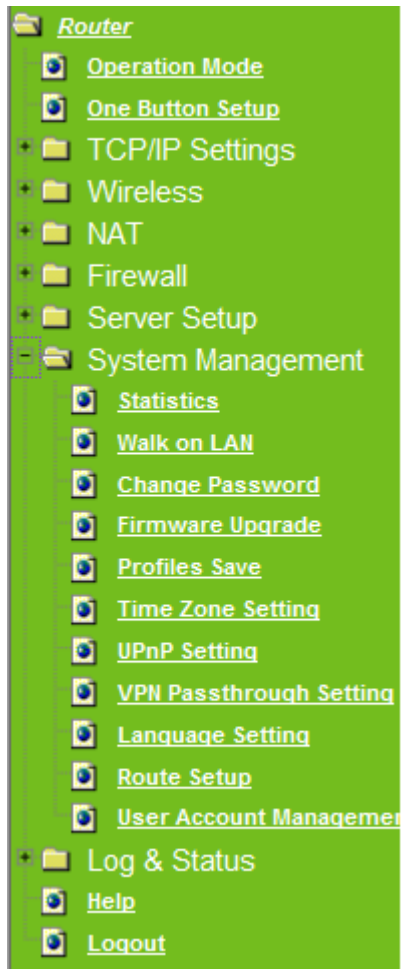 Router
Operation Mode
One Button Setup
TCP/IP Settings
Wireless
NAT
Firewall
Server Setup
System Management
Statistics
Walk on LAN
Change Password
Firmware Upgrade
Profiles Save
Time Zone Setting
UPnP Setting
VPN Passthrough Setting
Language Setting
Route Setup
User Account Managemer
Log & Status
Help
Logout